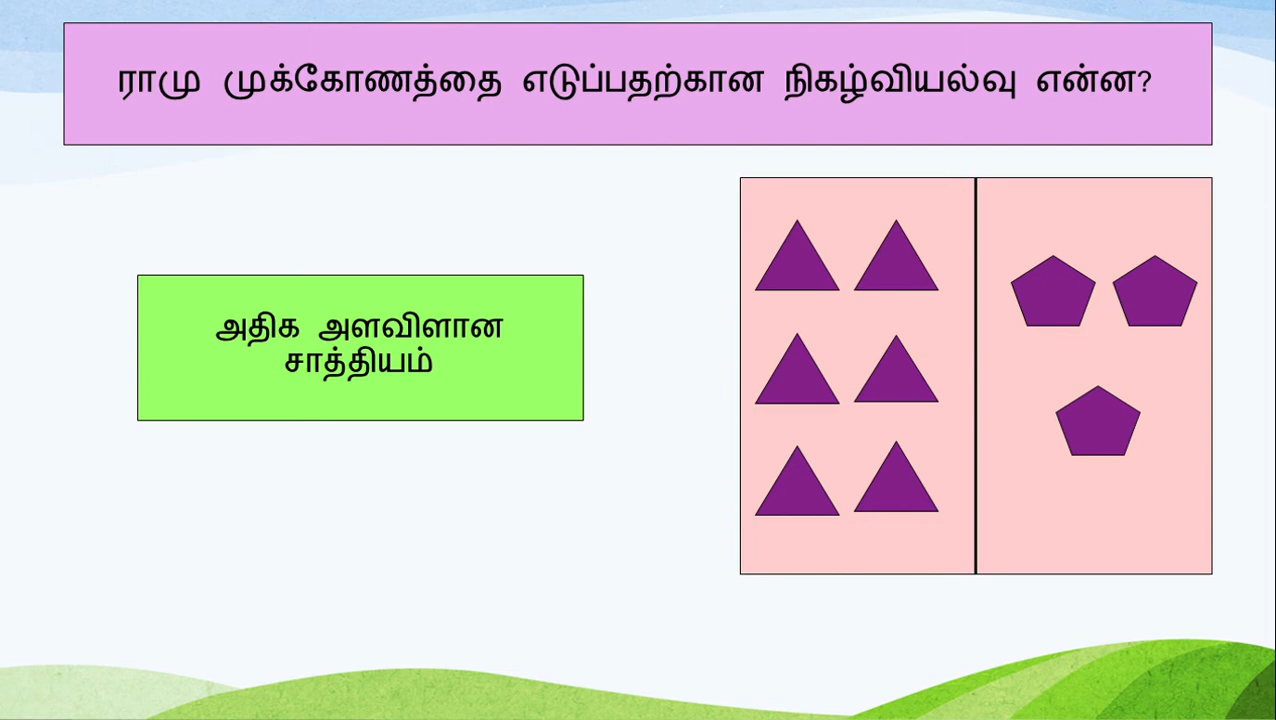 ராமு முக்கோணத்தை எடுப்பதற்கான நிகழ்வியல்வு என்ன?
அதிக அளவிளான
சாத்தியம்